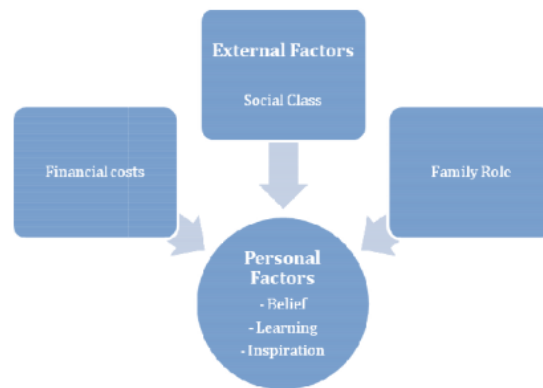 External Factors
Social Class
Financial costs
Family Role
Personal
Factors
- Belief
- Learning
- Inspiration